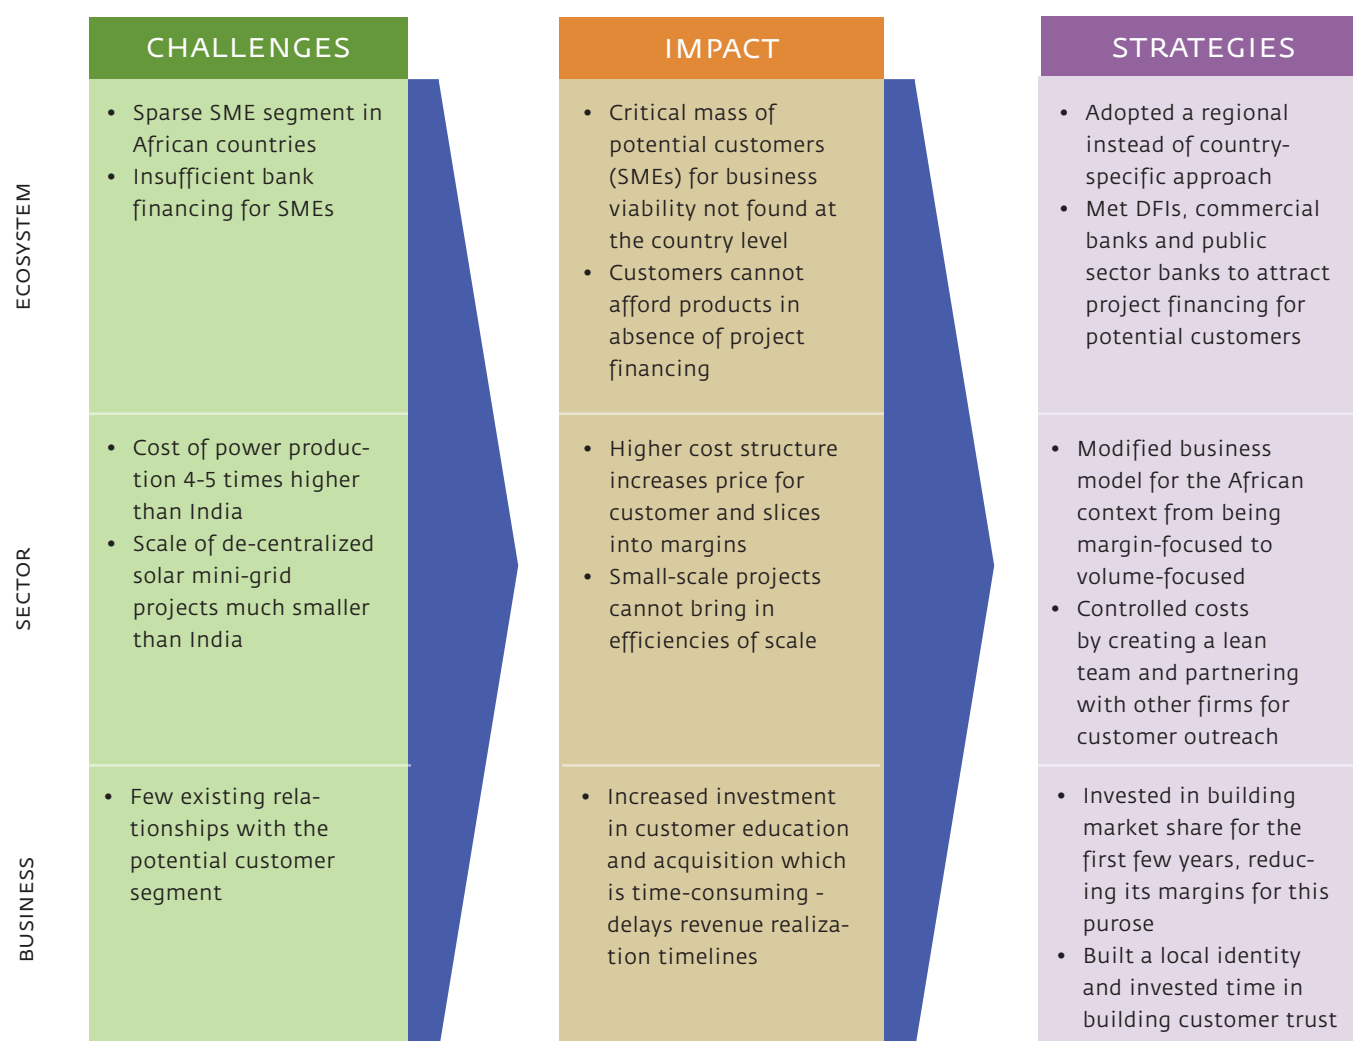 CHALLENGES
IMPACT
STRATEGIES
ECOSYSTEM
• Sparse SME segment in
African countries
• Insufficient bank
financing for SMEs
• Critical mass of
potential customers
(SMEs) for business
viability not found at
the country level
• Customers cannot
afford products in
absence of project
financing
• Adopted a regional
instead of country-
specific approach
• Met DFIs, commercial
banks and public
sector banks to attract
project financing for
potential customers
SECTOR
• Cost of power produc-
tion 4-5 times higher
than India
• Scale of de-centralized
solar mini-grid
projects much smaller
than India
• Higher cost structure
increases price for
customer and slices
into margins
• Small-scale projects
cannot bring in
efficiencies of scale
• Modified business
model for the African
context from being
margin-focused to
volume-focused
• Controlled costs
by creating a lean
team and partnering
with other firms for
customer outreach
BUSINESS
• Few existing rela-
tionships with the
potential customer
segment
• Increased investment
in customer education
and acquisition which
is time-consuming -
delays revenue realiza-
tion timelines
• Invested in building
market share for the
first few years, reduc-
ing its margins for this
purose
• Built a local identity
and invested time in
building customer trust